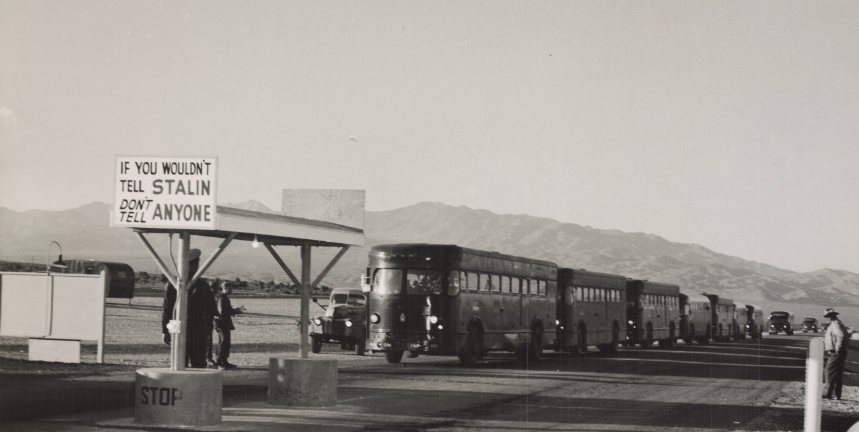 IF YOU WOULDN'T
TELL STALIN
DON'T
TELL ANYONE
STOP